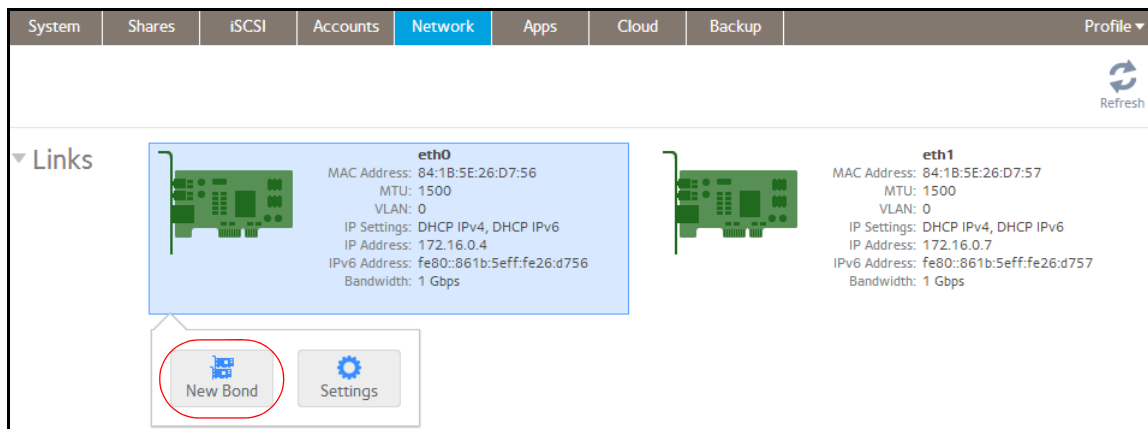 System Shares iSCSI Accounts Network Apps Cloud Backup Profile
Refresh
Links
eth0
MAC Address: 84:1B:5E:26:D7:56
MTU: 1500
VLAN: 0
IP Settings: DHCP IPv4, DHCP IPv6
IP Address: 172.16.0.4
IPv6 Address: fe80::861b:5eff:fe26:d756
Bandwidth: 1 Gbps
eth1
MAC Address: 84:1B:5E:26:D7:57
MTU: 1500
VLAN: 0
IP Settings: DHCP IPv4, DHCP IPv6
IP Address: 172.16.0.7
IPv6 Address: fe80::861b:5eff:fe26:d757
Bandwidth: 1 Gbps
New Bond
Settings